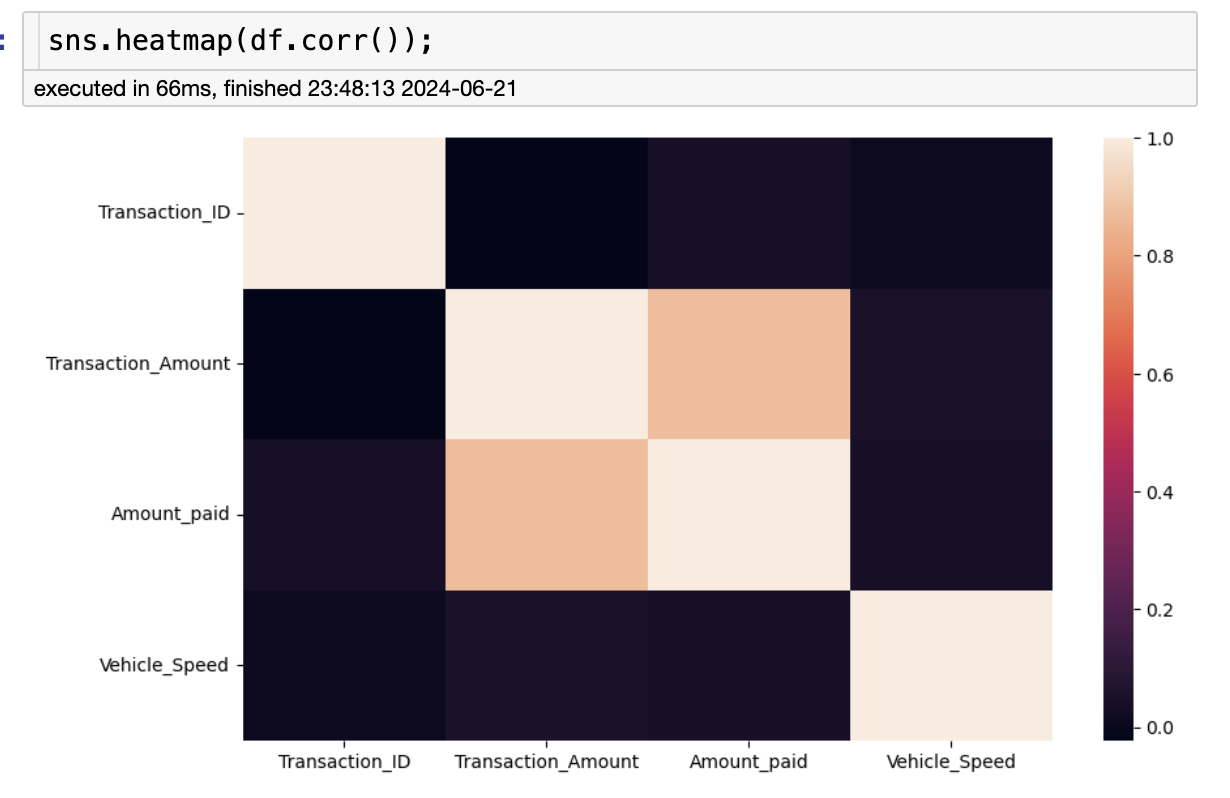 :
sns.heatmap(df.corr());
executed in 66ms, finished 23:48:13 2024-06-21
1.0
Transaction_ID
0.8
Transaction_Amount
0.6
0.4
Amount_paid
0.2
Vehicle_Speed
0.0
Transaction_ID Transaction_Amount Amount_paid Vehicle_Speed